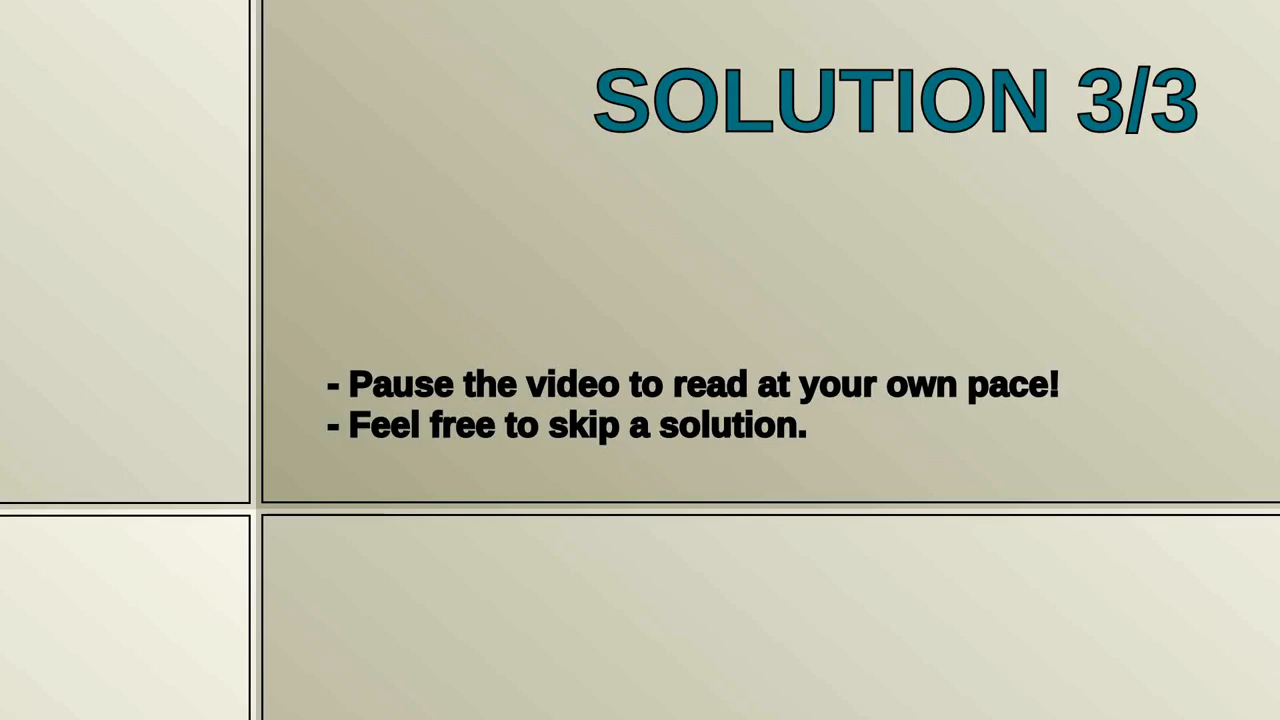 SOLUTION 3/3
- Pause the video to read at your own pace!
- Feel free to skip a solution.